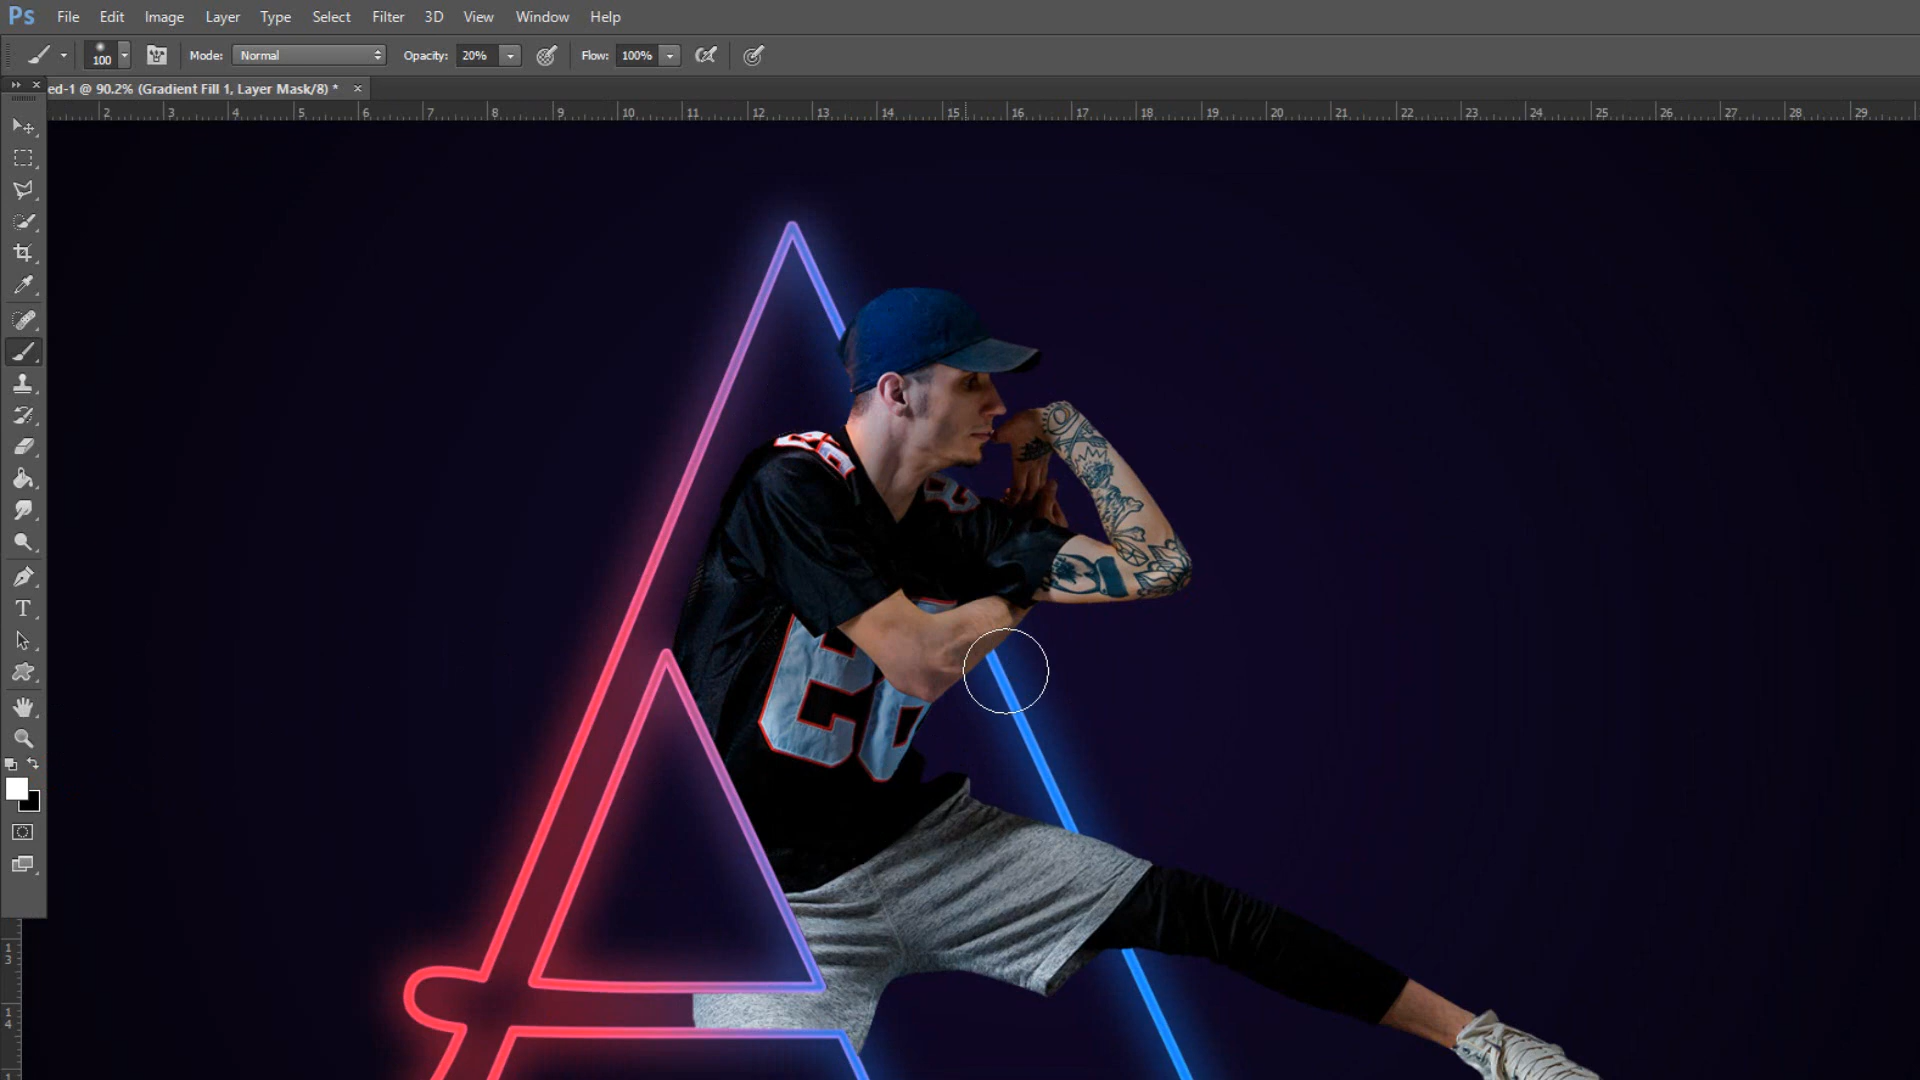 Ps File Edit Image Layer Type Select Filter 3D View Window Help
100 Mode: Normal Opacity: 20% Flow: 100%
ed-1 @ 90.2% (Gradient Fill 1, Layer Mask/8) * ×
2 3 4 5 6 7 8 9 10 11 12 13 14 15 16 17 18 19 20 21 22 23 24 25 26 27 28 29
T
13
14